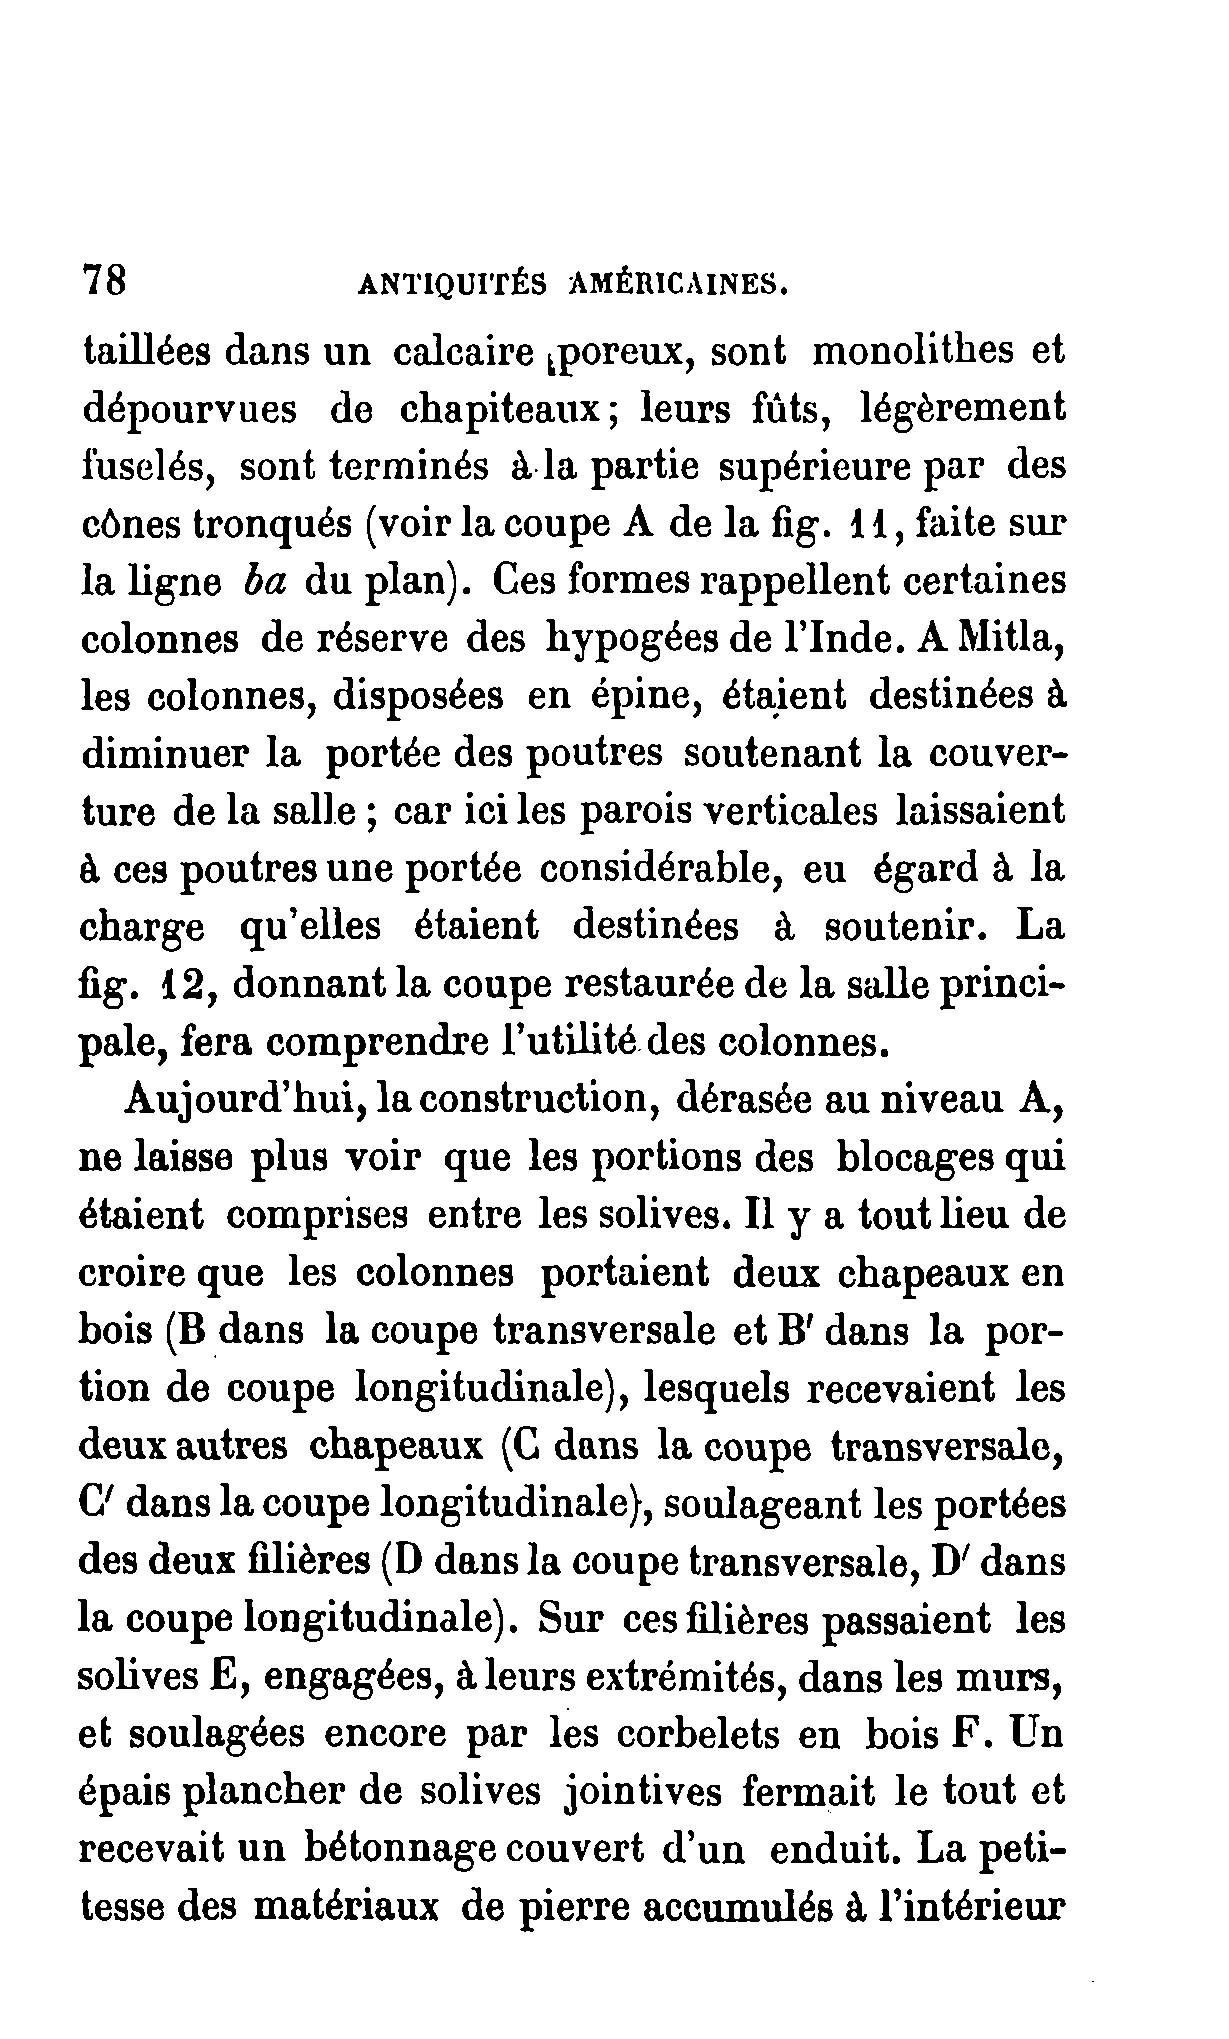 78 ANTIQUITÉS AMÉRICAINES.
taillées dans un calcaire poreux, sont monolithes et
dépourvues de chapiteaux; leurs fûts, légèrement
fuselés, sont terminés à la partie supérieure par des
cônes tronqués (voir la coupe A de la fig. 11, faite sur
la ligne ba du plan). Ces formes rappellent certaines
colonnes de réserve des hypogées de l'Inde. A Mitla,
les colonnes, disposées en épine, étaient destinées à
diminuer la portée des poutres soutenant la couver-
ture de la salle; car ici les parois verticales laissaient
à ces poutres une portée considérable, eu égard à la
charge qu'elles étaient destinées à soutenir. La
fig. 12, donnant la coupe restaurée de la salle princi-
pale, fera comprendre l'utilité des colonnes.
Aujourd'hui, la construction, dérasée au niveau A,
ne laisse plus voir que les portions des blocages qui
étaient comprises entre les solives. Il y a tout lieu de
croire que les colonnes portaient deux chapeaux en
bois (B dans la coupe transversale et B' dans la por-
tion de coupe longitudinale), lesquels recevaient les
deux autres chapeaux (C dans la coupe transversale,
C' dans la coupe longitudinale), soulageant les portées
des deux filières (D dans la coupe transversale, D' dans
la coupe longitudinale). Sur ces filières passaient les
solives E, engagées, à leurs extrémités, dans les murs,
et soulagées encore par les corbelets en bois F. Un
épais plancher de solives jointives fermait le tout et
recevait un bétonnage couvert d'un enduit. La peti-
tesse des matériaux de pierre accumulés à l'intérieur